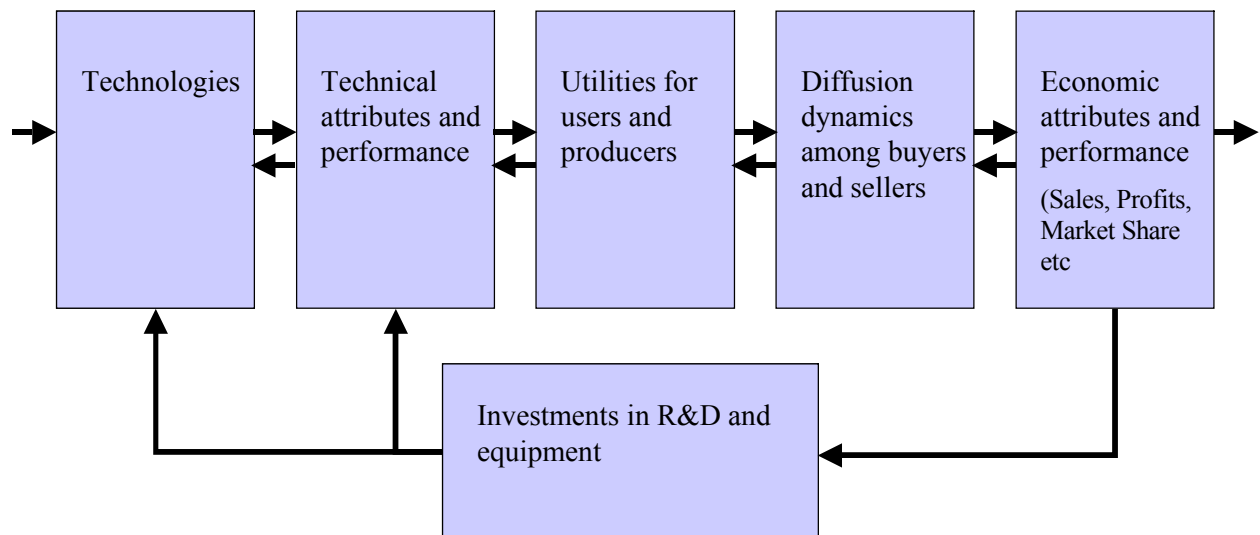 Technologies
Technical
attributes and
performance
Utilities for
users and
producers
Diffusion
dynamics
among buyers
and sellers
Economic
attributes and
performance
(Sales, Profits,
Market Share
etc
Investments in R&D and
equipment